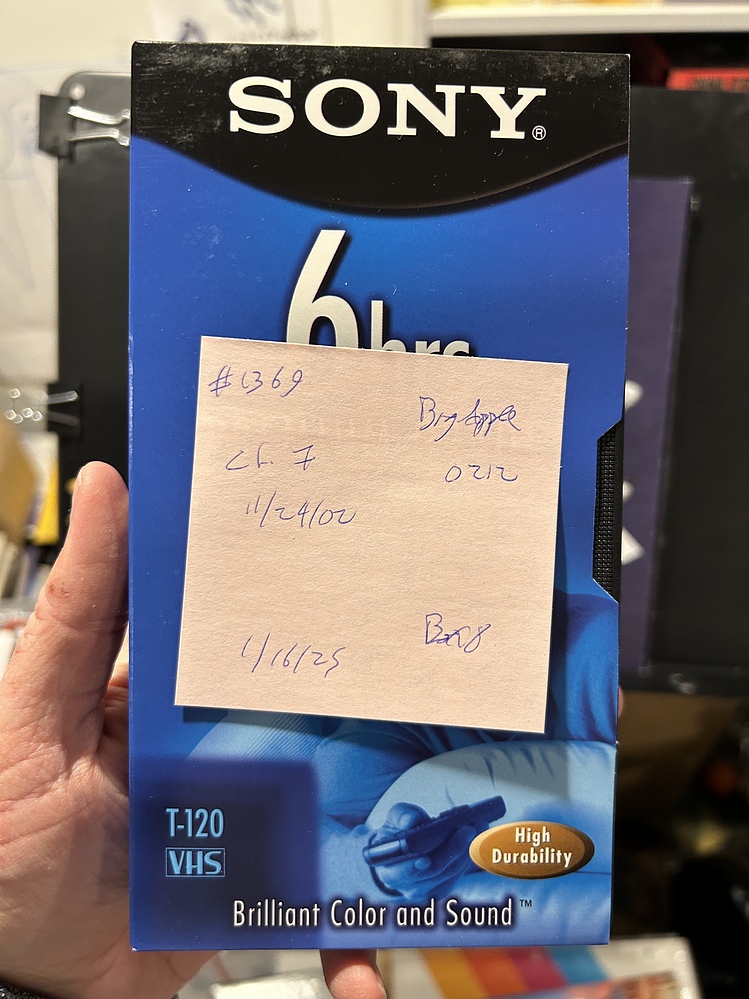 SONY®
6 hrs
#1369
Big Apple
Ch. 7
0212
11/24/02
Box 8
1/16/25
T-120
VHS
High
Durability
Brilliant Color and Sound™